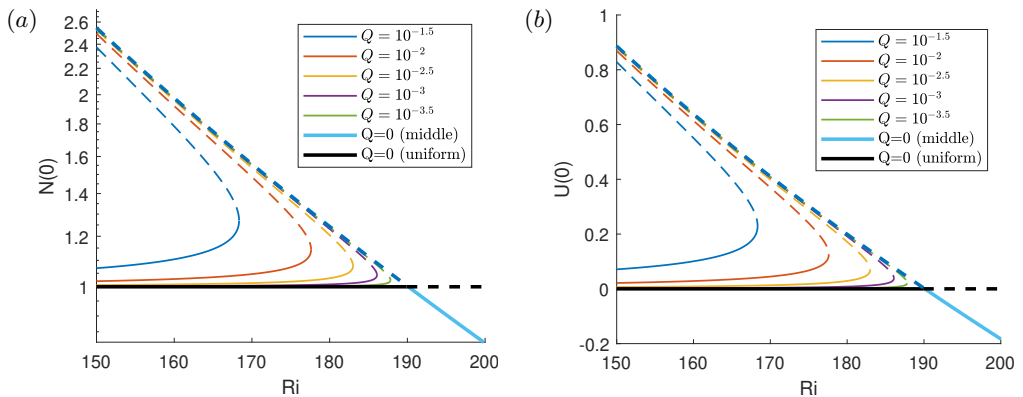 (a)
N(0)
2.6
2.4
2.2
2
1.8
1.6
1.4
1.2
1
150
160
170
180
190
200
Ri
Q = 10^{-1.5}
Q = 10^{-2}
Q = 10^{-2.5}
Q = 10^{-3}
Q = 10^{-3.5}
Q=0 (middle)
Q=0 (uniform)
(b)
U(0)
1
0.8
0.6
0.4
0.2
0
-0.2
150
160
170
180
190
200
Ri
Q = 10^{-1.5}
Q = 10^{-2}
Q = 10^{-2.5}
Q = 10^{-3}
Q = 10^{-3.5}
Q=0 (middle)
Q=0 (uniform)